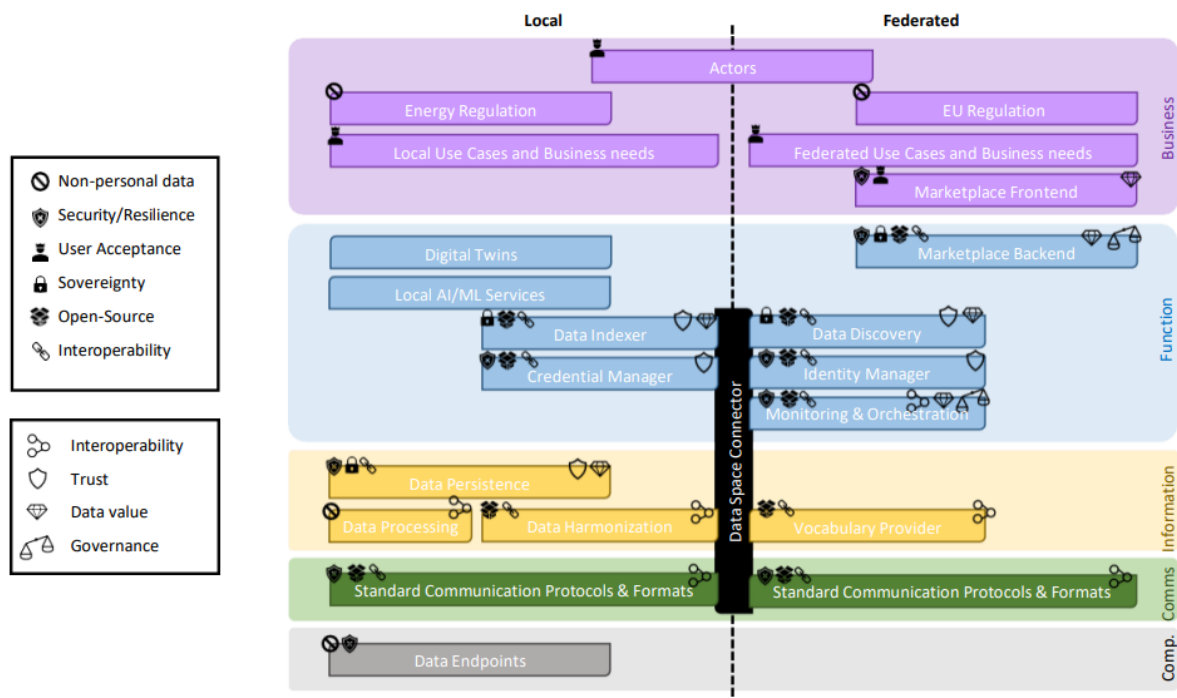 Local
Federated
Actors
Energy Regulation
EU Regulation
Local Use Cases and Business needs
Federated Use Cases and Business needs
Marketplace Frontend
Business
Non-personal data
Security/Resilience
User Acceptance
Sovereignty
Open-Source
Interoperability
Digital Twins
Marketplace Backend
Local AI/ML Services
Data Indexer
Data Discovery
Credential Manager
Identity Manager
Monitoring & Orchestration
Function
Data Space Connector
Interoperability
Trust
Data value
Governance
Data Persistence
Data Processing
Data Harmonization
Vocabulary Provider
Information
Standard Communication Protocols & Formats
Standard Communication Protocols & Formats
Comms
Data Endpoints
Comp.